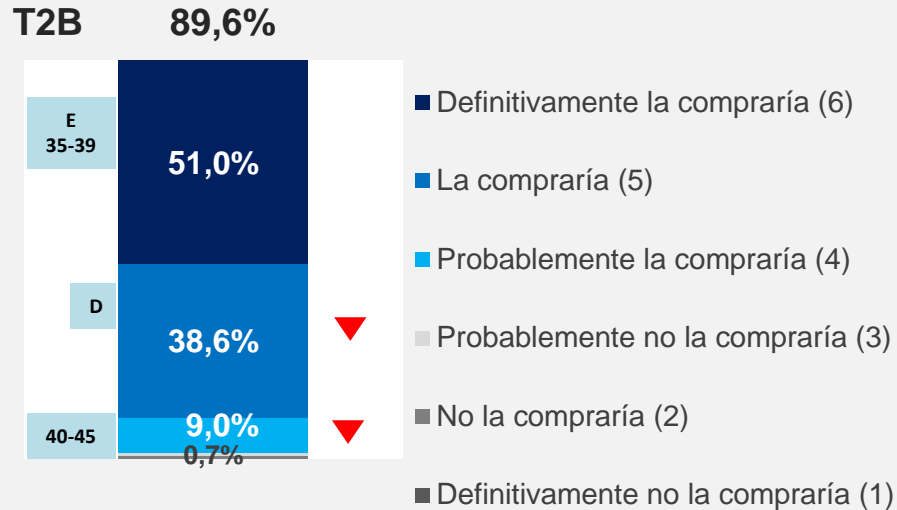 T2B 89,6%
E
35-39
51,0%
D
38,6%
40-45
9,0%
0,7%
Definitivamente la compraría (6)
La compraría (5)
Probablemente la compraría (4)
Probablemente no la compraría (3)
No la compraría (2)
Definitivamente no la compraría (1)